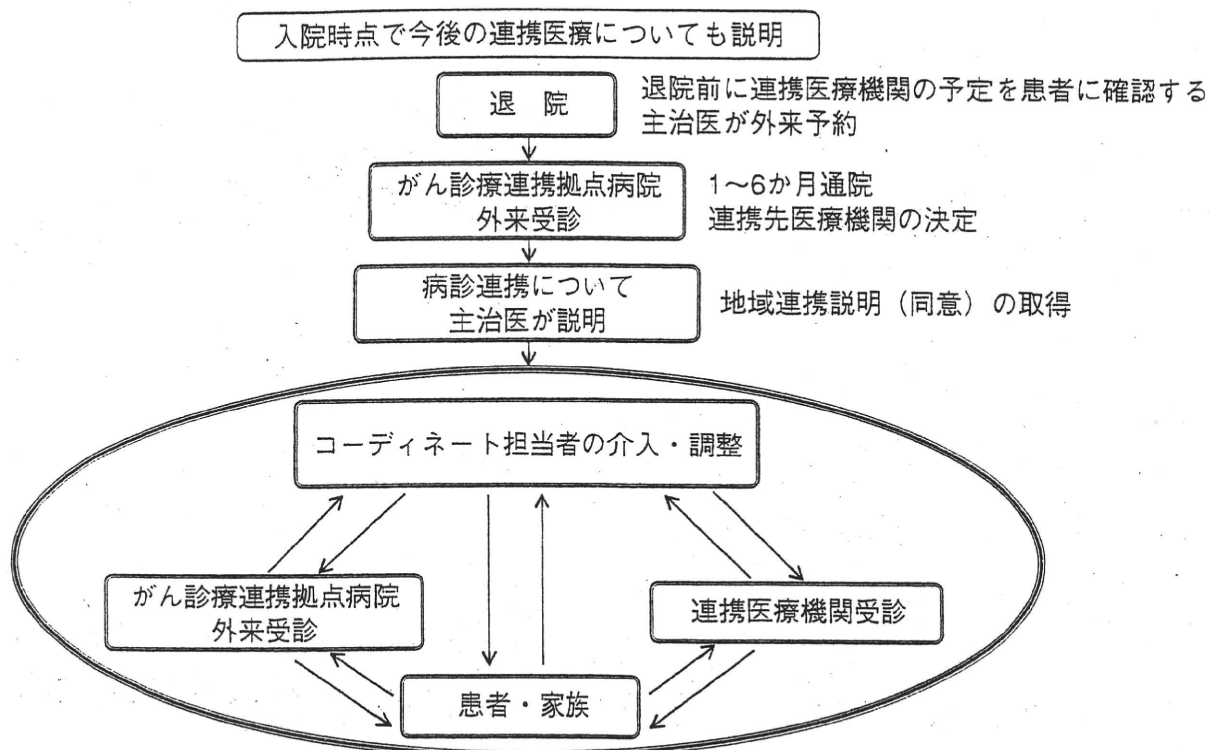 入院時点で今後の連携医療についても説明
退　院
退院前に連携医療機関の予定を患者に確認する
主治医が外来予約
がん診療連携拠点病院
外来受診
1〜6か月通院
連携先医療機関の決定
病診連携について
主治医が説明
地域連携説明（同意）の取得
コーディネート担当者の介入・調整
がん診療連携拠点病院
外来受診
連携医療機関受診
患者・家族